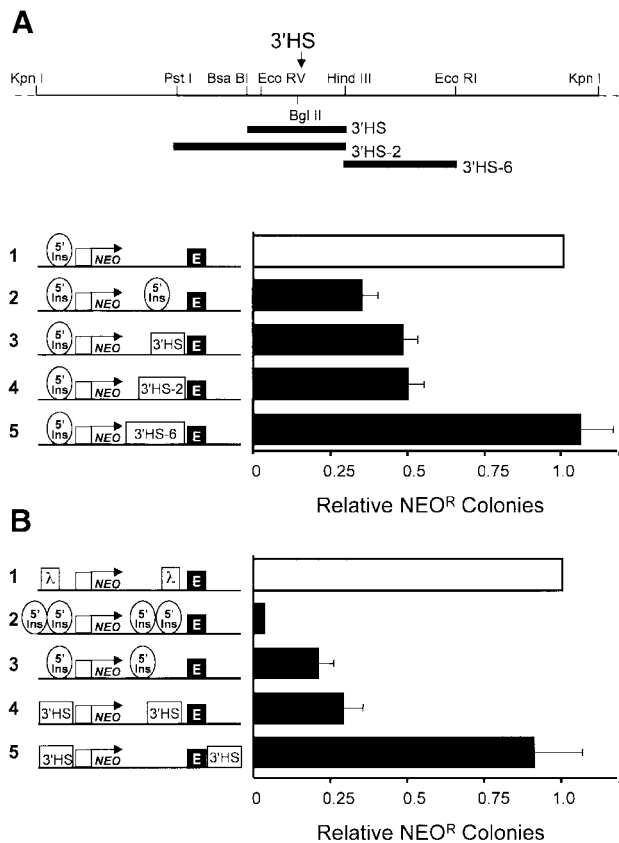 A
3'HS
Kpn I Pst I Bsa BI Eco RV Hind III Eco RI Kpn I
Bgl II
3'HS
3'HS-2
3'HS-6
1 5' Ins NEO E
2 5' Ins NEO 5' Ins E
3 5' Ins NEO 3'HS E
4 5' Ins NEO 3'HS-2 E
5 5' Ins NEO 3'HS-6 E
0 0.25 0.5 0.75 1.0
Relative NEOᴿ Colonies
B
1 λ NEO λ E
2 5' Ins 5' Ins NEO 5' Ins 5' Ins E
3 5' Ins NEO 5' Ins E
4 3'HS NEO 3'HS E
5 3'HS NEO E 3'HS
0 0.25 0.5 0.75 1.0
Relative NEOᴿ Colonies